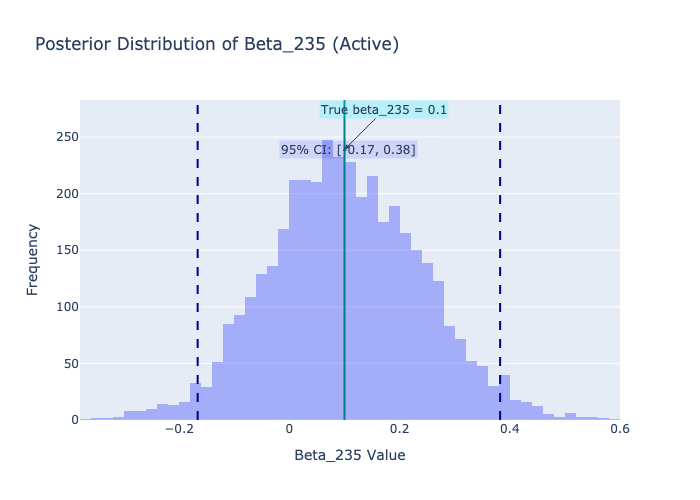 Posterior Distribution of Beta_235 (Active)
True beta_235 = 0.1
95% CI: [-0.17, 0.38]
Frequency
250
200
150
100
50
0
−0.2
0
0.2
0.4
0.6
Beta_235 Value